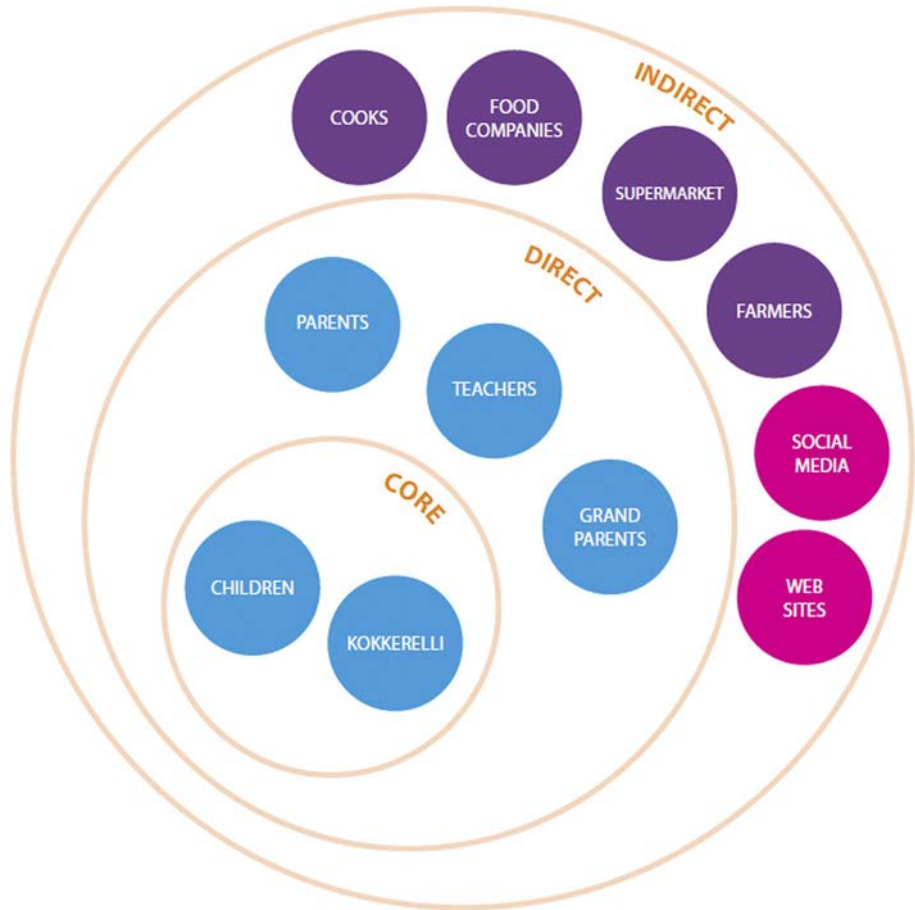 INDIRECT
COOKS
FOOD
COMPANIES
SUPERMARKET
FARMERS
SOCIAL
MEDIA
WEB
SITES
DIRECT
PARENTS
TEACHERS
GRAND
PARENTS
CORE
CHILDREN
KOKKERELLI